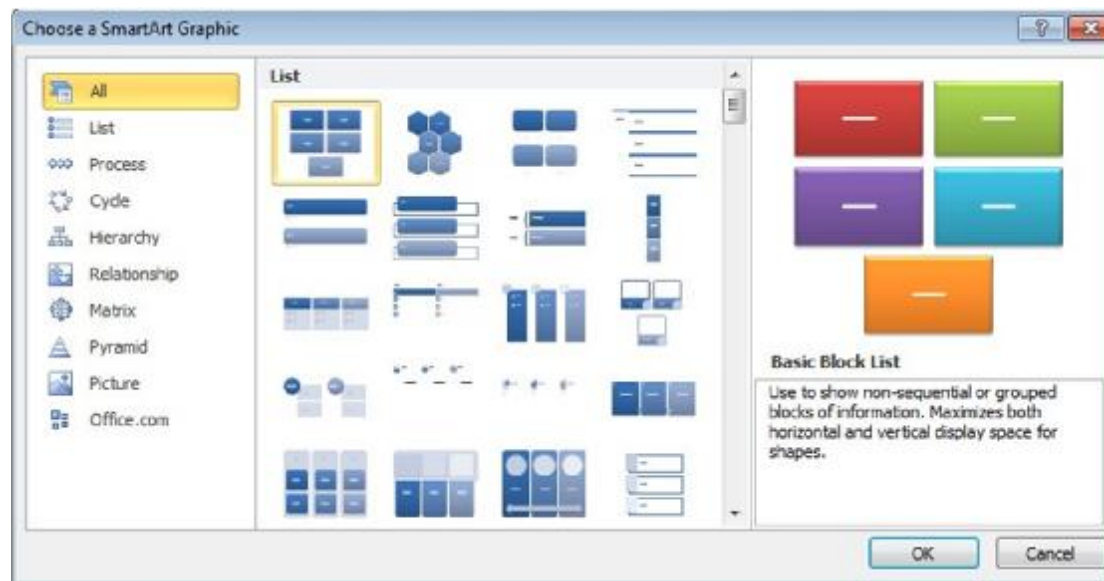 Choose a SmartArt Graphic
All
List
Process
Cycle
Hierarchy
Relationship
Matrix
Pyramid
Picture
Office.com
List
Basic Block List
Use to show non-sequential or grouped
blocks of information. Maximizes both
horizontal and vertical display space for
shapes.
OK
Cancel